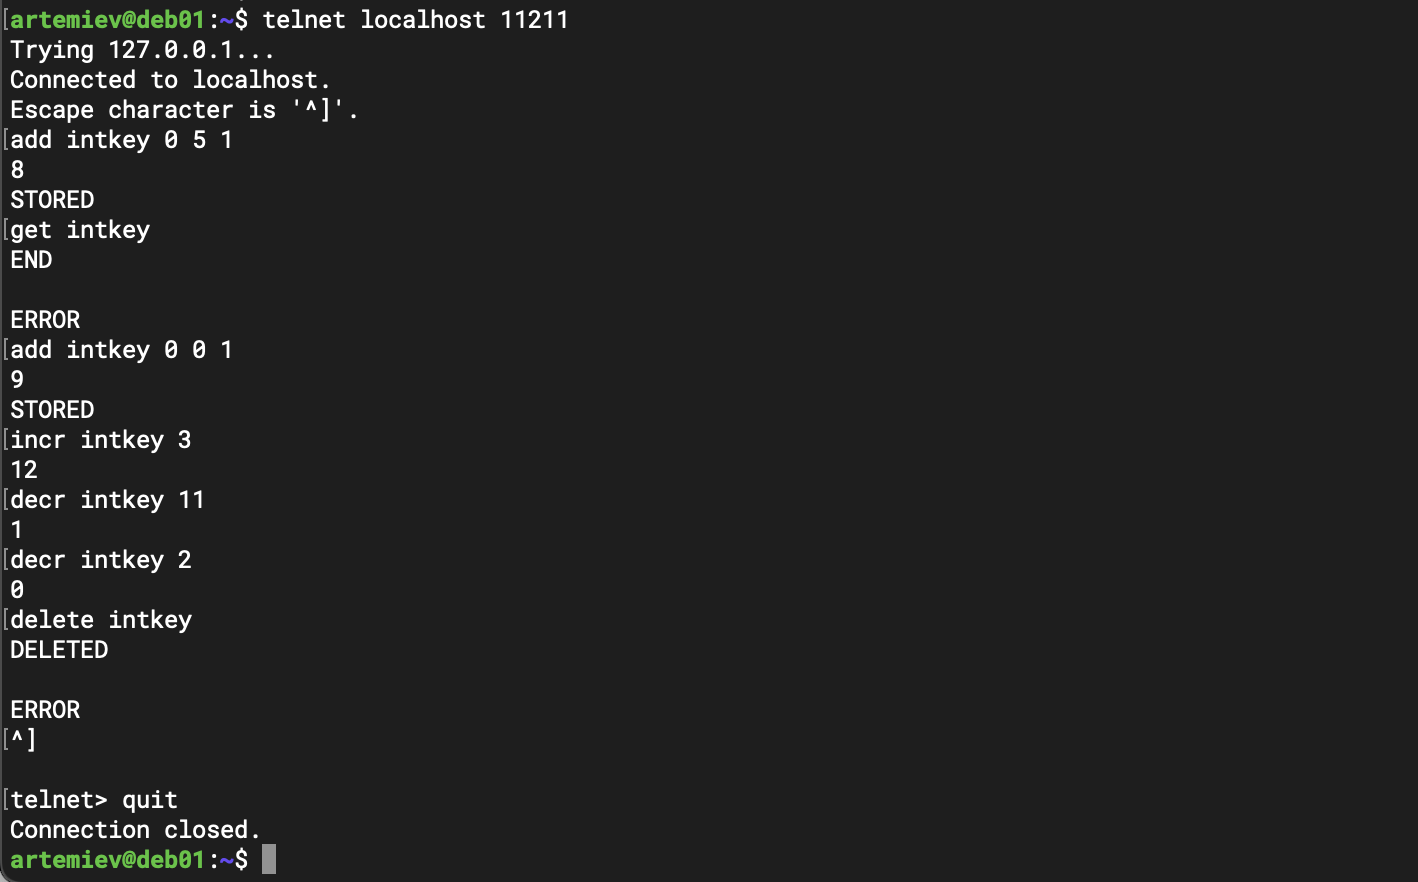 [artemiev@deb01:~$ telnet localhost 11211
Trying 127.0.0.1...
Connected to localhost.
Escape character is '^]'.
[add intkey 0 5 1
8
STORED
[get intkey
END
ERROR
[add intkey 0 0 1
9
STORED
[incr intkey 3
12
[decr intkey 11
1
[decr intkey 2
0
[delete intkey
DELETED
ERROR
[^]
[telnet> quit
Connection closed.
artemiev@deb01:~$